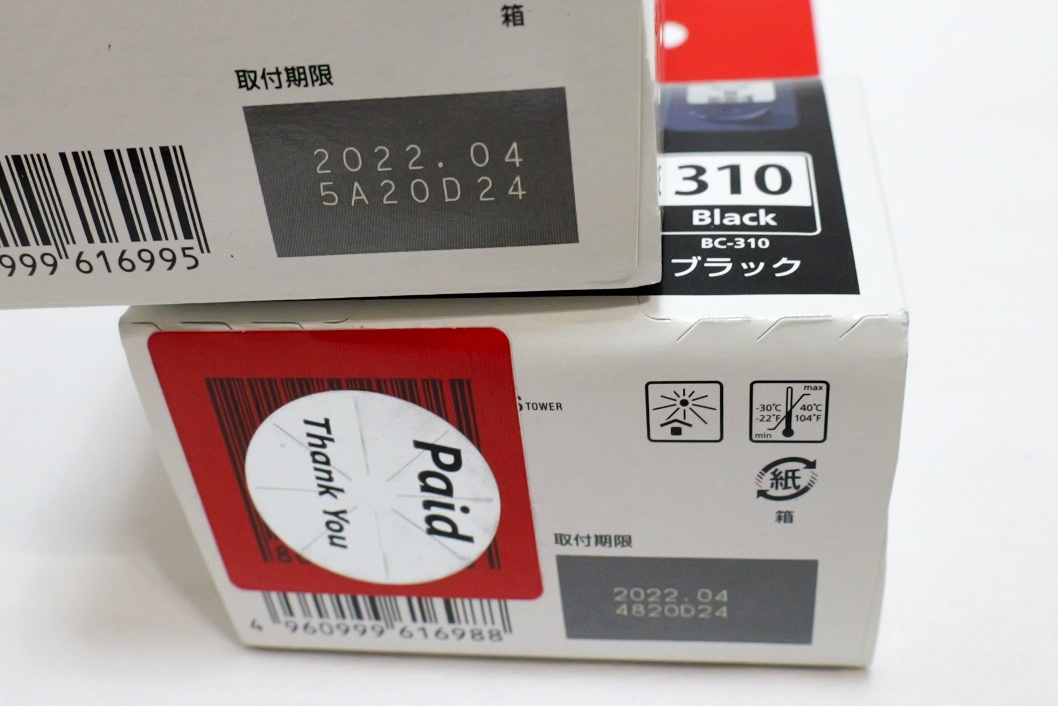 箱
取付期限
2022.04
5A20D24
999 616995
310
Black
BC-310
ブラック
TOWER
max
-30℃ 40℃
-22°F 104°F
min
紙
箱
Paid
Thank You
取付期限
2022.04
4820D24
4 960999 616988